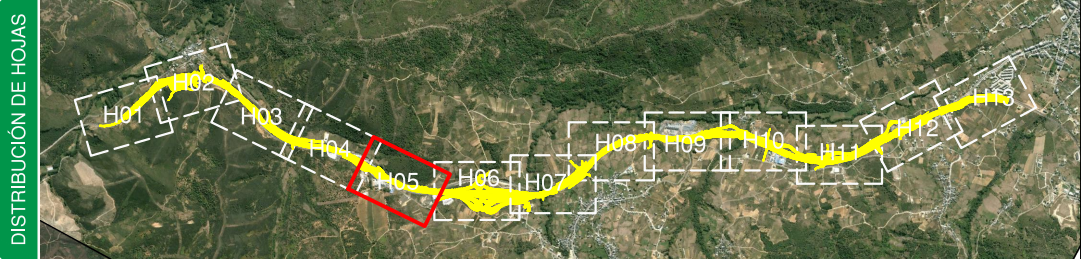 DISTRIBUCIÓN DE HOJAS
H01
H02
H03
H04
H05
H06
H07
H08
H09
H10
H11
H12
H13